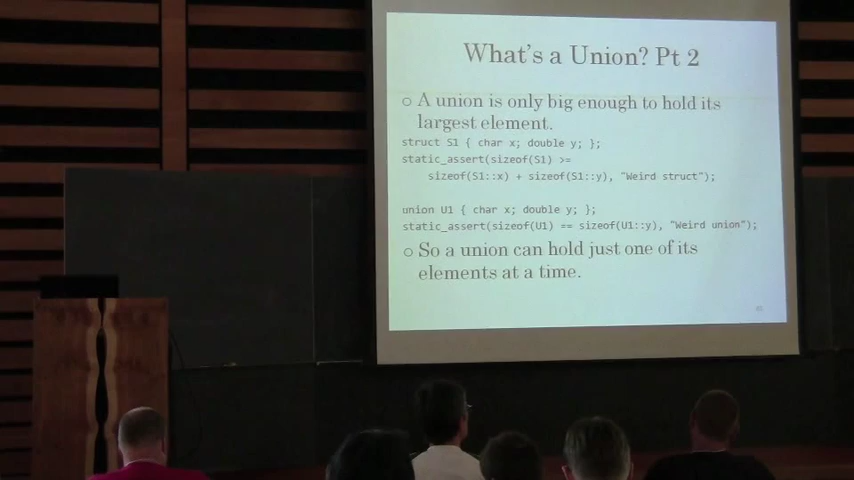 What's a Union? Pt 2
○ A union is only big enough to hold its
largest element.
struct S1 { char x; double y; };
static_assert(sizeof(S1) >=
sizeof(S1::x) + sizeof(S1::y), "Weird struct");
union U1 { char x; double y; };
static_assert(sizeof(U1) == sizeof(U1::y), "Weird union");
○ So a union can hold just one of its
elements at a time.